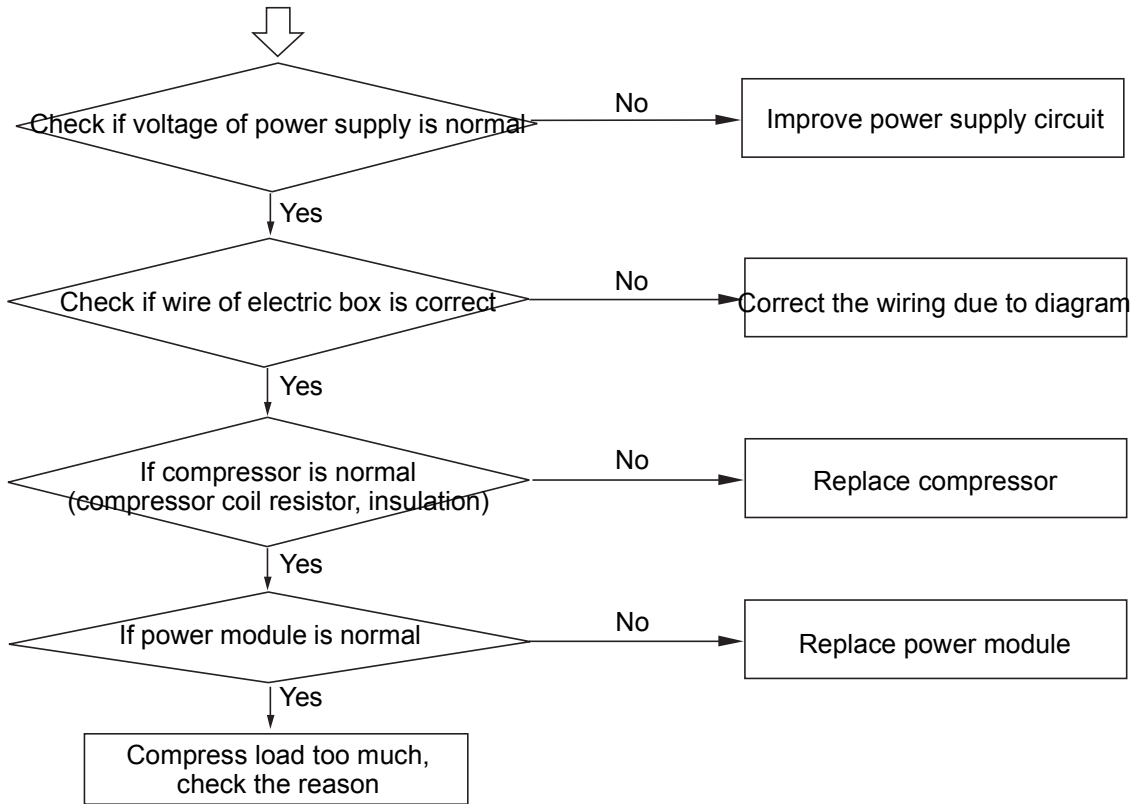 Check if voltage of power supply is normal
No
Improve power supply circuit
Yes
Check if wire of electric box is correct
No
Correct the wiring due to diagram
Yes
If compressor is normal
(compressor coil resistor, insulation)
No
Replace compressor
Yes
If power module is normal
No
Replace power module
Yes
Compress load too much,
check the reason